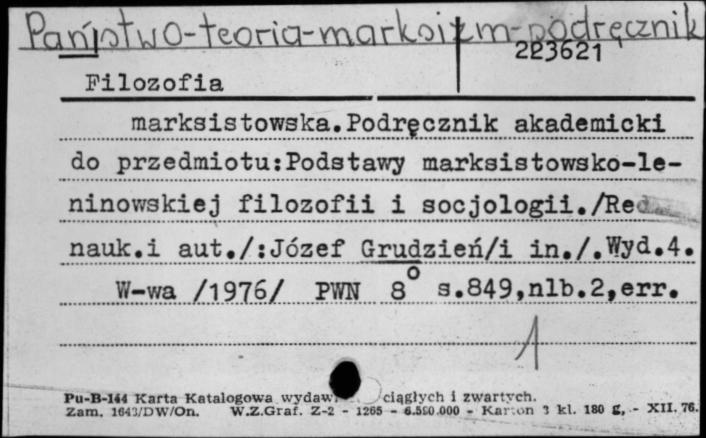 Państwo-teoria-marksizm-podręcznik
223621
Filozofia
marksistowska.Podręcznik akademicki
do przedmiotu:Podstawy marksistowsko-le-
ninowskiej filozofii i socjologii./Red
nauk.i aut./:Józef Grudzień/i in./.Wyd.4.
W-wa /1976/ PWN 8° s.849,nlb.2,err.
1
Pu-B-144 Karta Katalogowa wydaw. ciągłych i zwartych.
Zam. 1643/DW/On. W.Z.Graf. Z-2 - 1265 - 6.580.000 - Karton 3 kl. 180 g, - XII. 76.